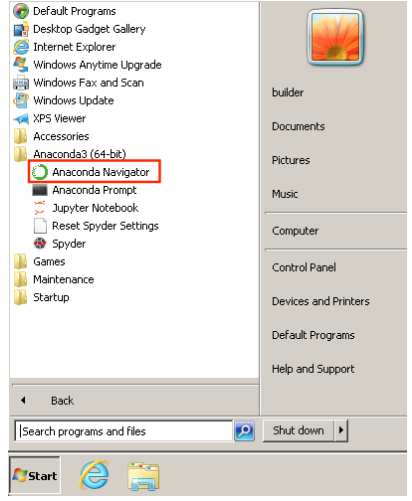 Default Programs
Desktop Gadget Gallery
Internet Explorer
Windows Anytime Upgrade
Windows Fax and Scan
Windows Update
XPS Viewer
Accessories
Anaconda3 (64-bit)
Anaconda Navigator
Anaconda Prompt
Jupyter Notebook
Reset Spyder Settings
Spyder
Games
Maintenance
Startup
Back
Search programs and files
builder
Documents
Pictures
Music
Computer
Control Panel
Devices and Printers
Default Programs
Help and Support
Shut down
Start